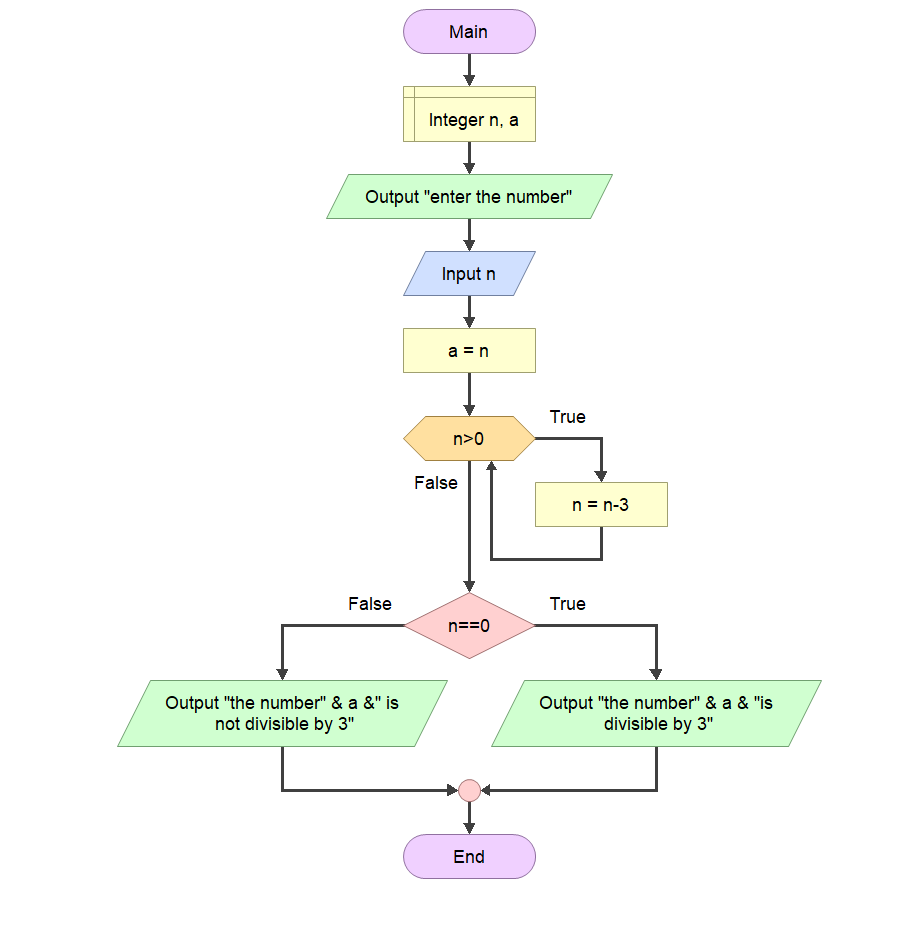 Main
Integer n, a
Output "enter the number"
Input n
a = n
n>0
True
False
n = n-3
False
True
n==0
Output "the number" & a &" is
not divisible by 3"
Output "the number" & a & "is
divisible by 3"
End